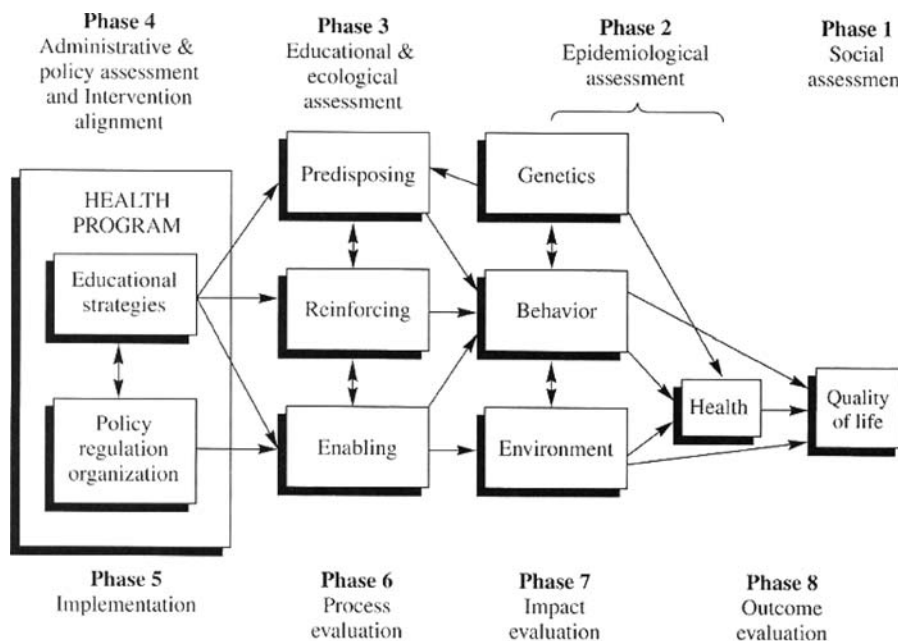 Phase 4
Administrative &
policy assessment
and Intervention
alignment
Phase 3
Educational &
ecological
assessment
Phase 2
Epidemiological
assessment
Phase 1
Social
assessmen
HEALTH
PROGRAM
Educational
strategies
Policy
regulation
organization
Predisposing
Reinforcing
Enabling
Genetics
Behavior
Environment
Health
Quality
of life
Phase 5
Implementation
Phase 6
Process
evaluation
Phase 7
Impact
evaluation
Phase 8
Outcome
evaluation